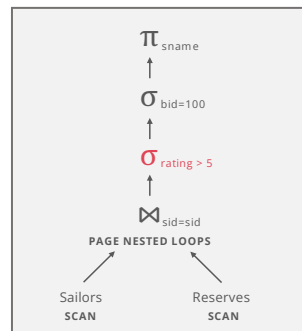 π sname
σ bid=100
σ rating > 5
⋈ sid=sid
PAGE NESTED LOOPS
Sailors Reserves
SCAN SCAN